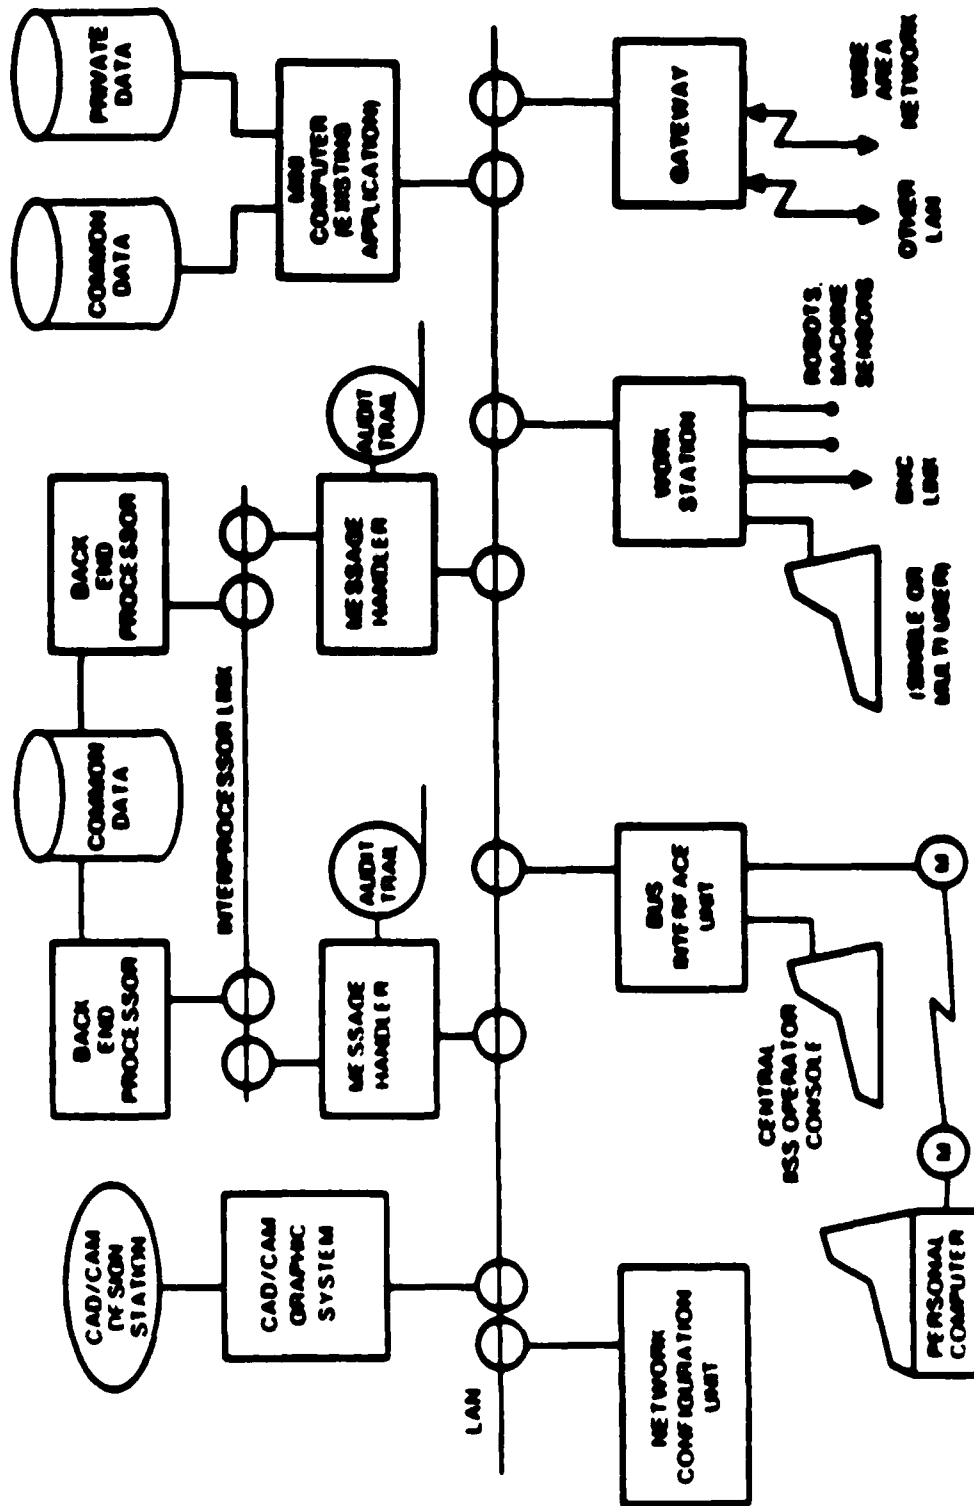 CAD/CAM
DESIGN
STATION
CAD/CAM
GRAPHIC
SYSTEM
BACK
END
PROCESSOR
COMMON
DATA
BACK
END
PROCESSOR
COMMON
DATA
PRIVATE
DATA
INTERPROCESSOR LINK
MESSAGE
HANDLER
AUDIT
TRAIL
MESSAGE
HANDLER
AUDIT
TRAIL
MINI
COMPUTER
(EXISTING
APPLICATION)
LAN
NETWORK
CONFIGURATION
UNIT
BUS
INTERFACE
UNIT
WORK
STATION
GATEWAY
CENTRAL
DSS OPERATOR
CONSOLE
PERSONAL
COMPUTER
M
M
(SINGLE OR
MULTI USER)
DNC
LINK
ROBOTS,
MACHINE
SENSORS
OTHER
LAN
WIDE
AREA
NETWORK